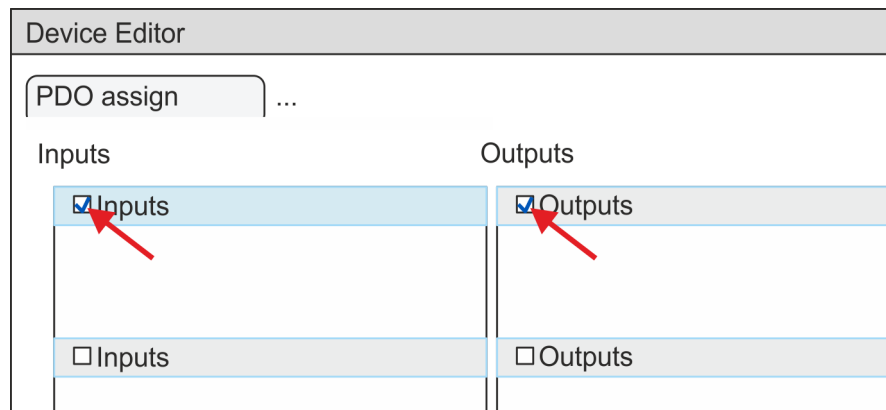 Device Editor
PDO assign ...
Inputs Outputs
Inputs Outputs
Inputs Outputs